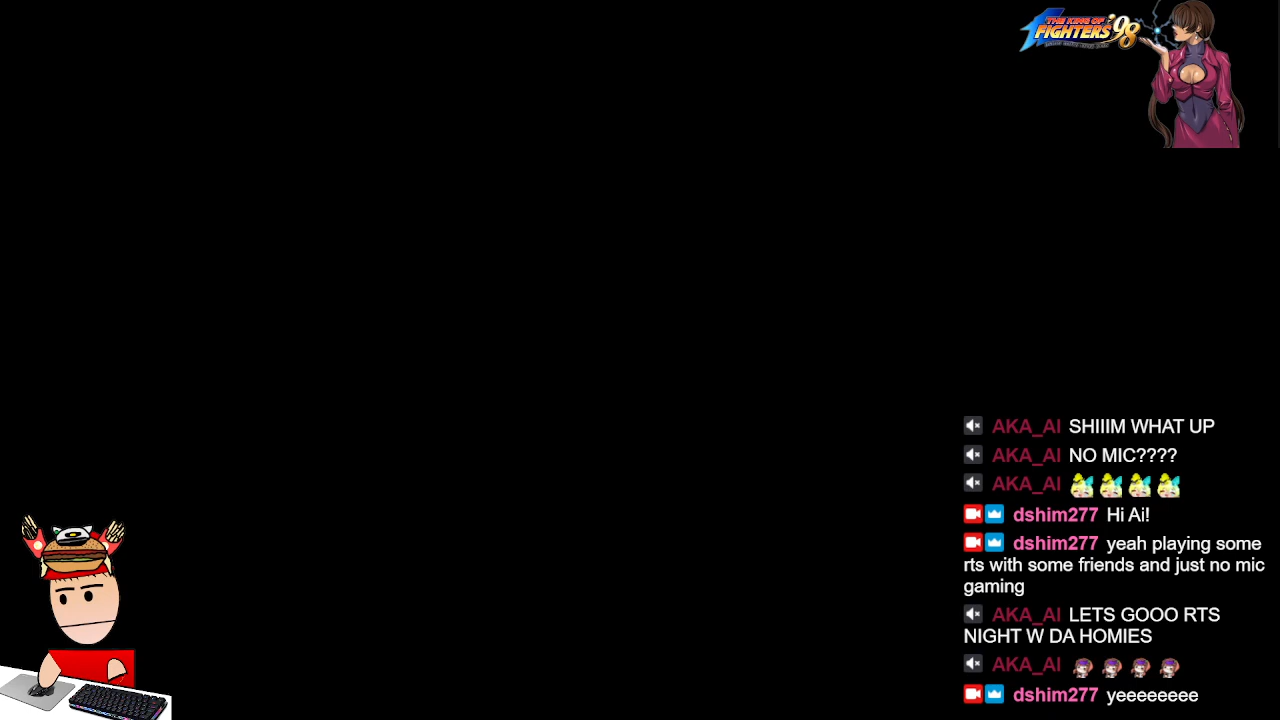 THE KING OF
FIGHTERS '98
AKA_AI SHIIIM WHAT UP
AKA_AI NO MIC????
AKA_AI
dshim277 Hi Ai!
dshim277 yeah playing some
rts with some friends and just no mic
gaming
AKA_AI LETS GOOO RTS
NIGHT W DA HOMIES
AKA_AI
dshim277 yeeeeeeee